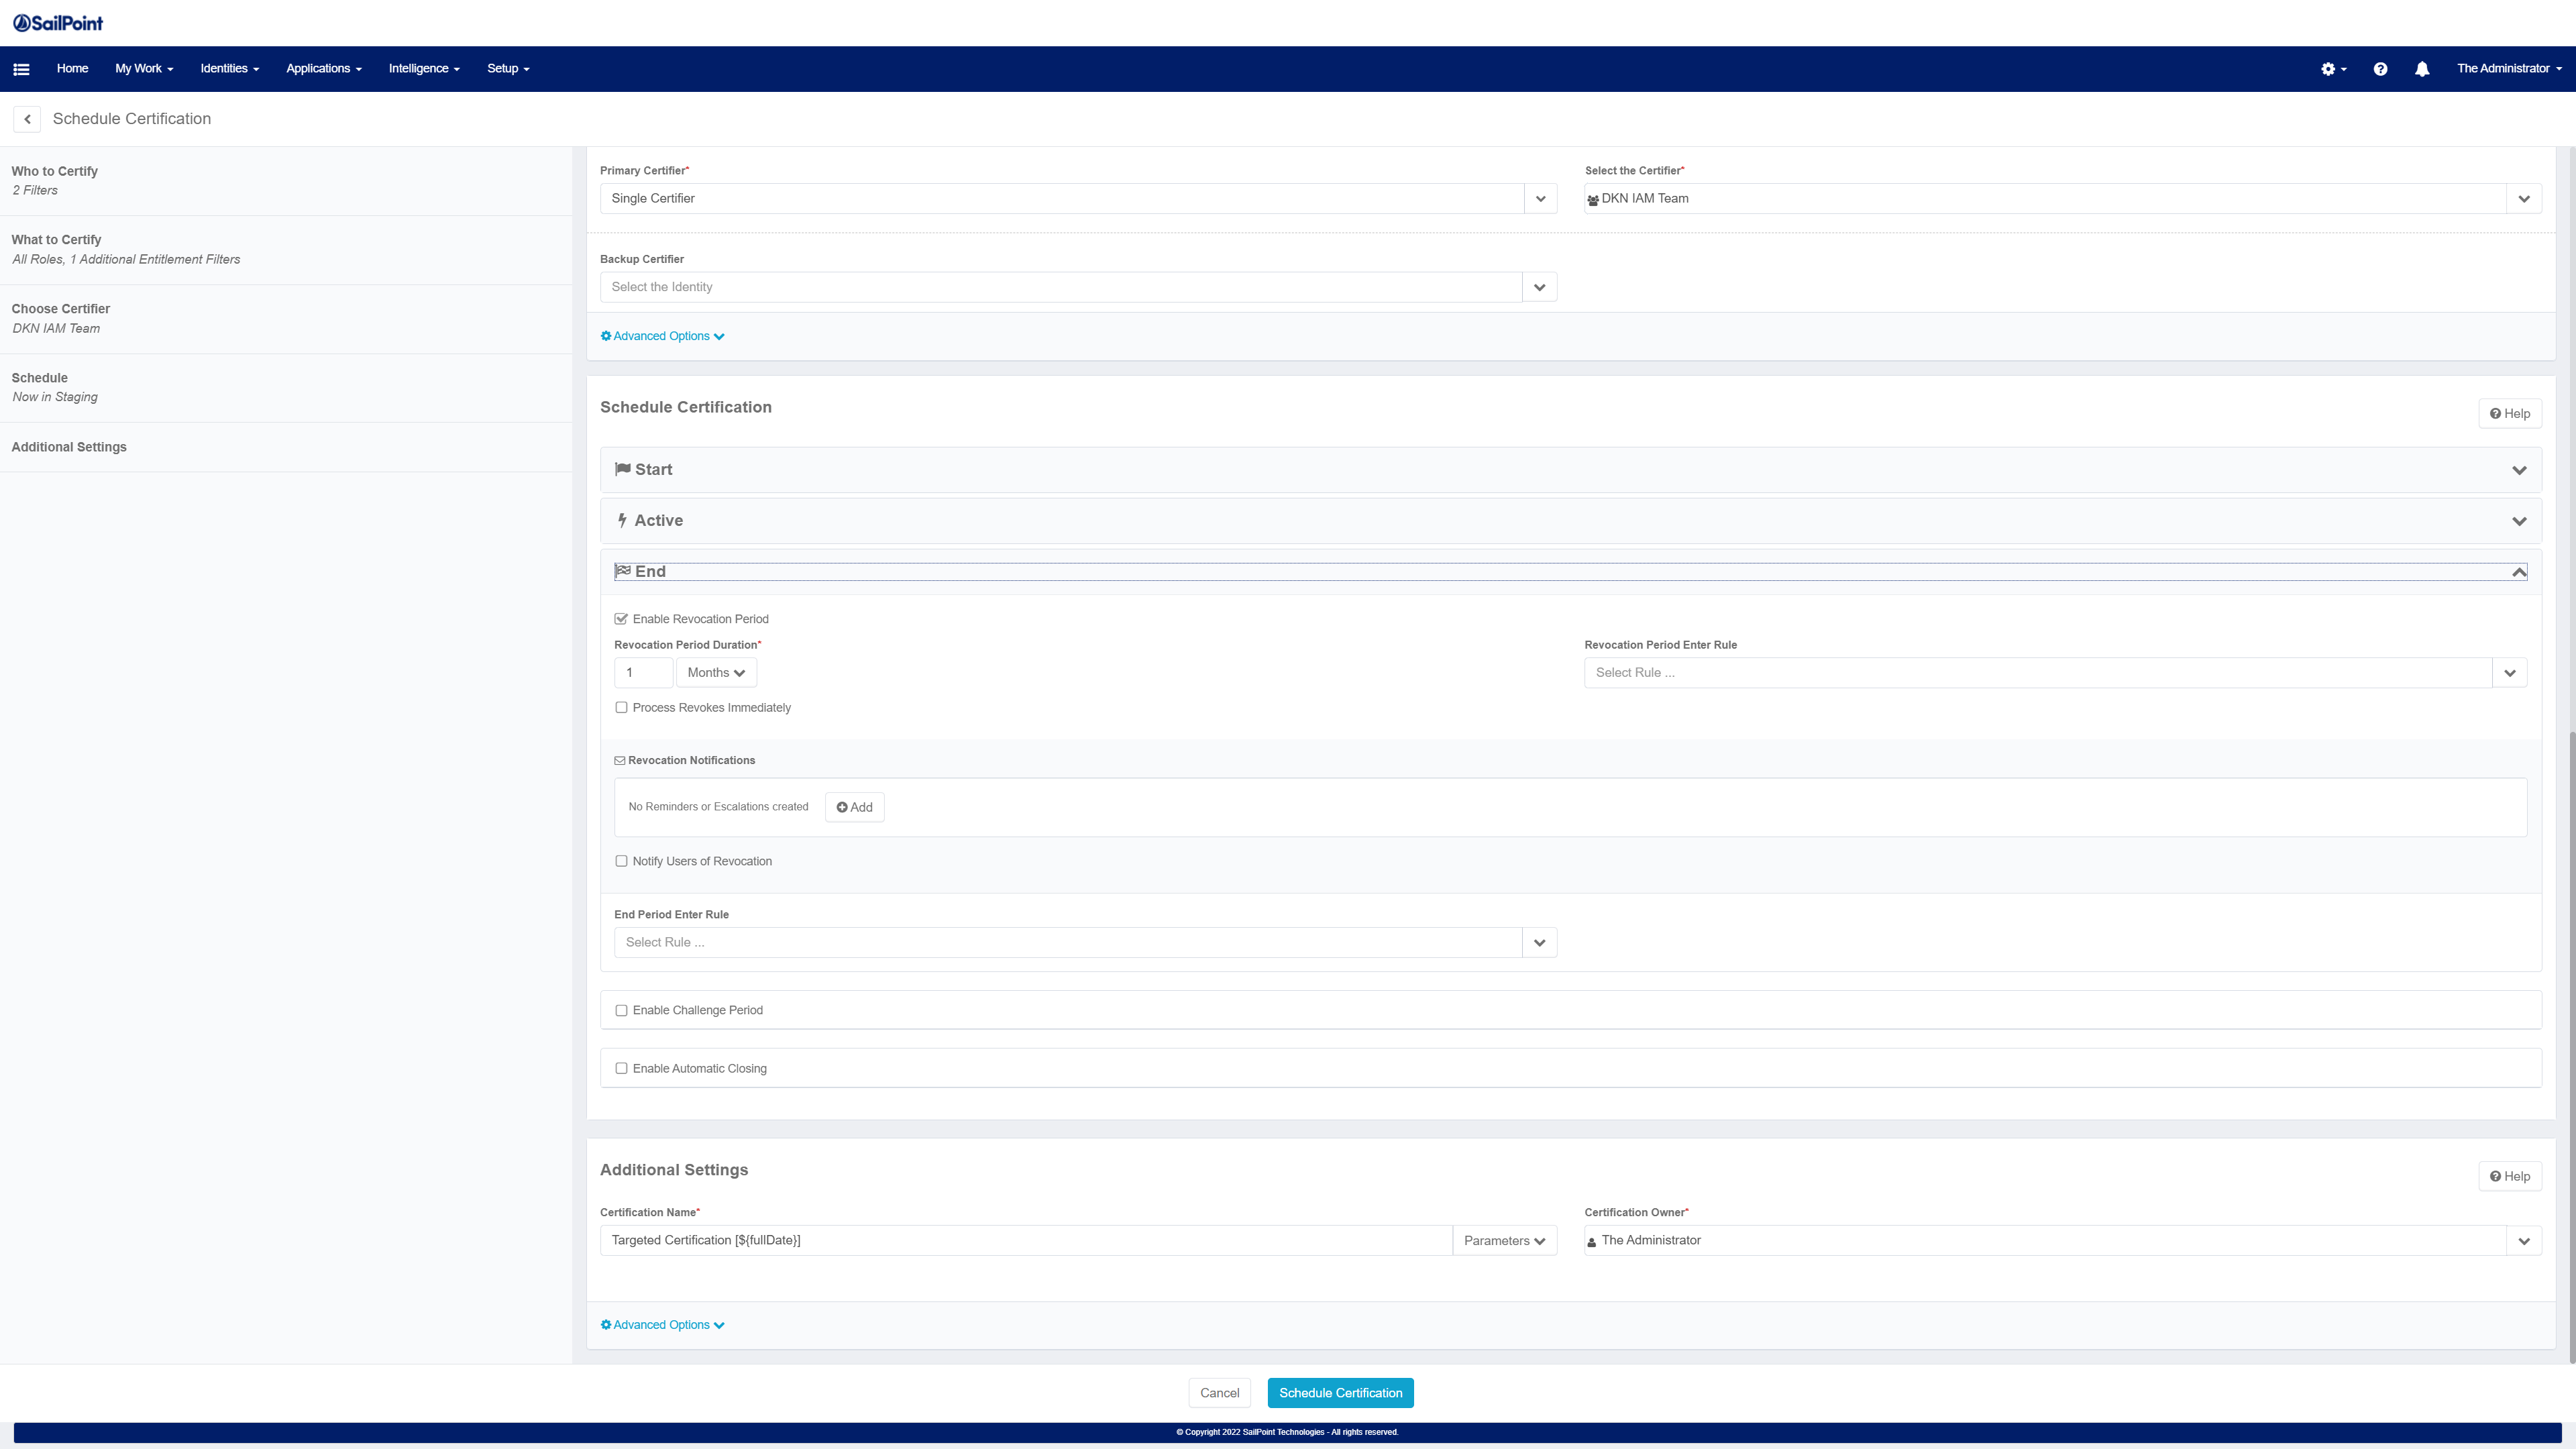 SailPoint
Home My Work Identities Applications Intelligence Setup The Administrator
Schedule Certification
Who to Certify
2 Filters
What to Certify
All Roles, 1 Additional Entitlement Filters
Choose Certifier
DKN IAM Team
Schedule
Now in Staging
Additional Settings
Primary Certifier* Select the Certifier*
Single Certifier DKN IAM Team
Backup Certifier
Select the Identity
Advanced Options
Schedule Certification
Help
Start
Active
End
Enable Revocation Period
Revocation Period Duration* Revocation Period Enter Rule
1 Months Select Rule ...
Process Revokes Immediately
Revocation Notifications
No Reminders or Escalations created Add
Notify Users of Revocation
End Period Enter Rule
Select Rule ...
Enable Challenge Period
Enable Automatic Closing
Additional Settings
Help
Certification Name* Certification Owner*
Targeted Certification [${fullDate}] Parameters The Administrator
Advanced Options
Cancel Schedule Certification
© Copyright 2022 SailPoint Technologies - All rights reserved.